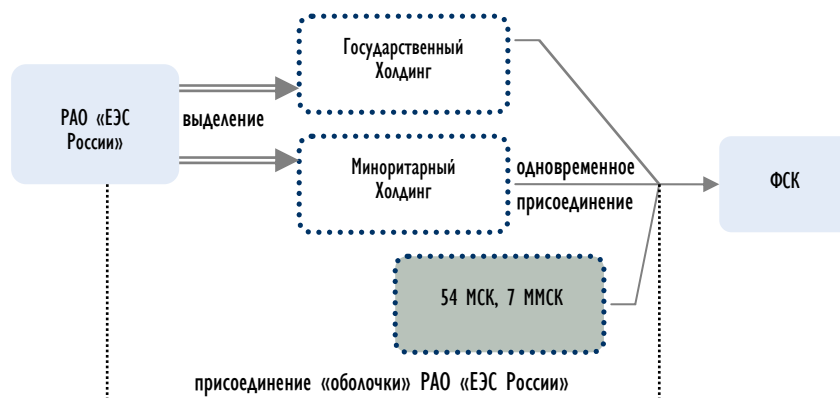 Государственный
Холдинг
РАО «ЕЭС
России»
выделение
Миноритарный
Холдинг
одновременное
присоединение
ФСК
54 МСК, 7 ММСК
присоединение «оболочки» РАО «ЕЭС России»